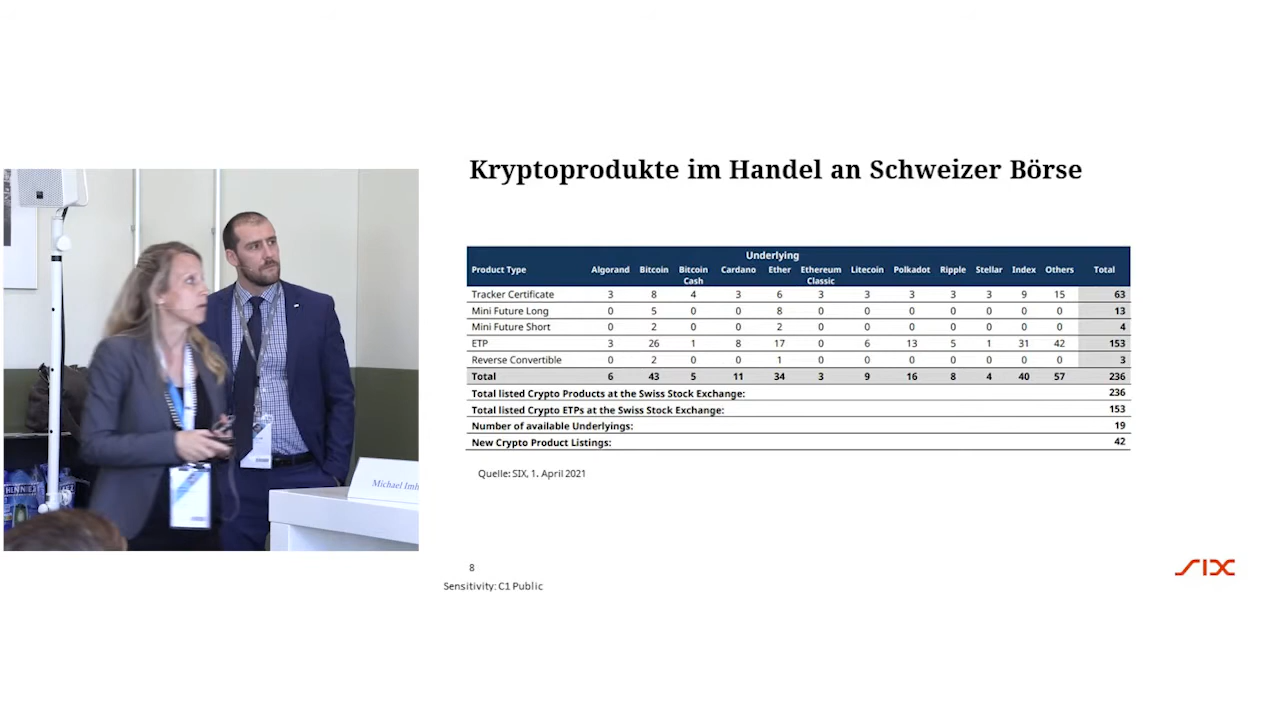 Kryptoprodukte im Handel an Schweizer Börse
Underlying
Product Type Algorand Bitcoin Bitcoin Cash Cardano Ether Ethereum Classic Litecoin Polkadot Ripple Stellar Index Others Total
Tracker Certificate 3 8 4 3 6 3 3 3 3 3 9 15 63
Mini Future Long 0 5 0 0 8 0 0 0 0 0 0 0 13
Mini Future Short 0 2 0 0 2 0 0 0 0 0 0 0 4
ETP 3 26 1 8 17 0 6 13 5 1 31 42 153
Reverse Convertible 0 2 0 0 1 0 0 0 0 0 0 0 3
Total 6 43 5 11 34 3 9 16 8 4 40 57 236
Total listed Crypto Products at the Swiss Stock Exchange: 236
Total listed Crypto ETPs at the Swiss Stock Exchange: 153
Number of available Underlyings: 19
New Crypto Product Listings: 42
Quelle: SIX, 1. April 2021
8
Sensitivity: C1 Public
SIX
Michael Imh
HENNIEZ